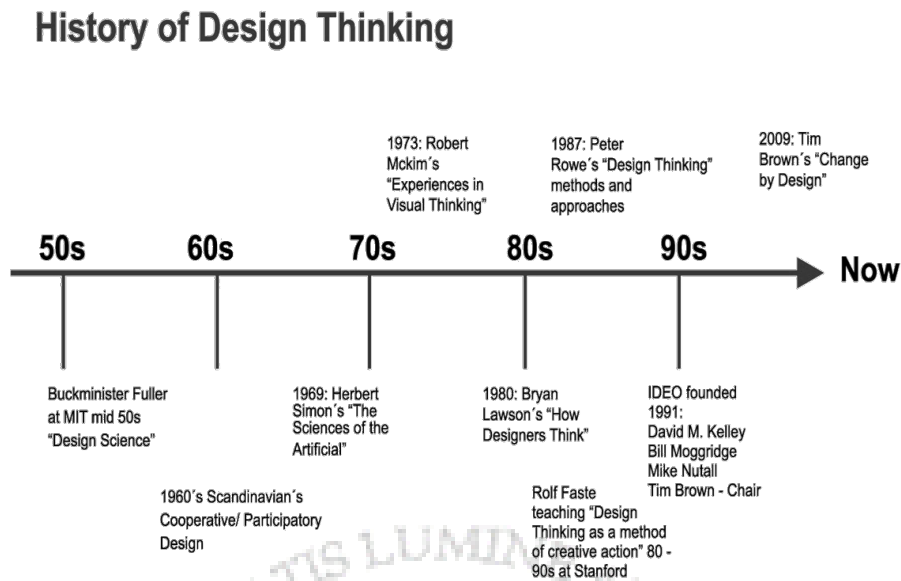 History of Design Thinking
1973: Robert
Mckim´s
“Experiences in
Visual Thinking”
1987: Peter
Rowe´s “Design Thinking”
methods and
approaches
2009: Tim
Brown´s “Change
by Design”
50s
60s
70s
80s
90s
Now
Buckminister Fuller
at MIT mid 50s
“Design Science”
1960´s Scandinavian´s
Cooperative/ Participatory
Design
1969: Herbert
Simon´s “The
Sciences of the
Artificial”
1980: Bryan
Lawson´s “How
Designers Think”
Rolf Faste
teaching “Design
Thinking as a method
of creative action” 80 -
90s at Stanford
IDEO founded
1991:
David M. Kelley
Bill Moggridge
Mike Nutall
Tim Brown - Chair